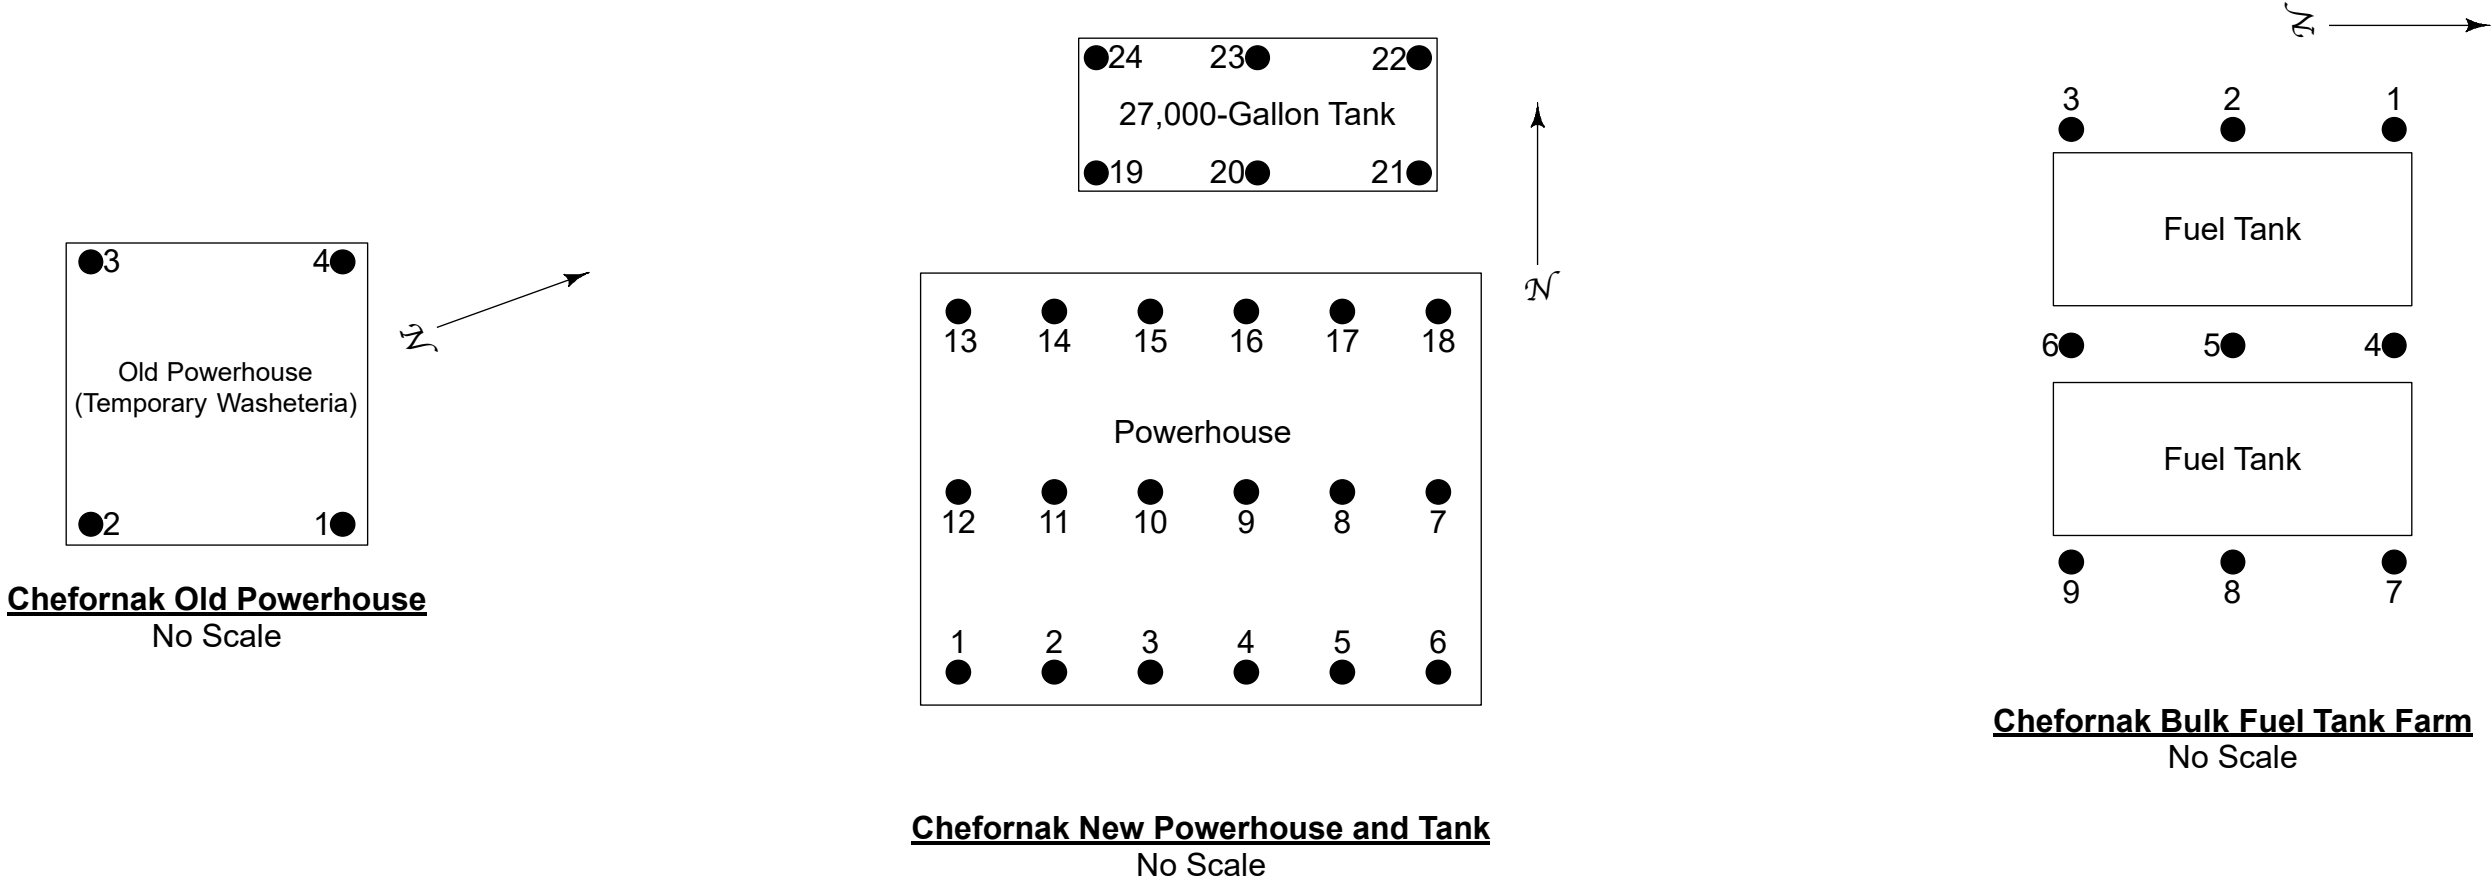 3 4
Old Powerhouse
(Temporary Washeteria)
2 1
N
Chefornak Old Powerhouse
No Scale
24 23 22
27,000-Gallon Tank
19 20 21
N
13 14 15 16 17 18
Powerhouse
12 11 10 9 8 7
1 2 3 4 5 6
Chefornak New Powerhouse and Tank
No Scale
N
3 2 1
Fuel Tank
6 5 4
Fuel Tank
9 8 7
Chefornak Bulk Fuel Tank Farm
No Scale